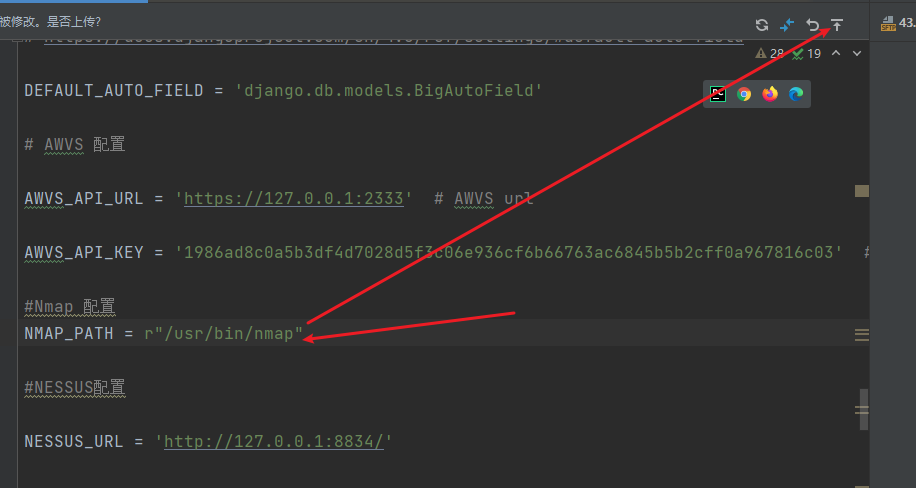 被修改。是否上传?
43.
28 19
DEFAULT_AUTO_FIELD = 'django.db.models.BigAutoField'
PC
SFTP
# AWVS 配置
AWVS_API_URL = 'https://127.0.0.1:2333' # AWVS url
AWVS_API_KEY = '1986ad8c0a5b3df4d7028d5f3c06e936cf6b66763ac6845b5b2cff0a967816c03' #
#Nmap 配置
NMAP_PATH = r"/usr/bin/nmap"
#NESSUS配置
NESSUS_URL = 'http://127.0.0.1:8834/'